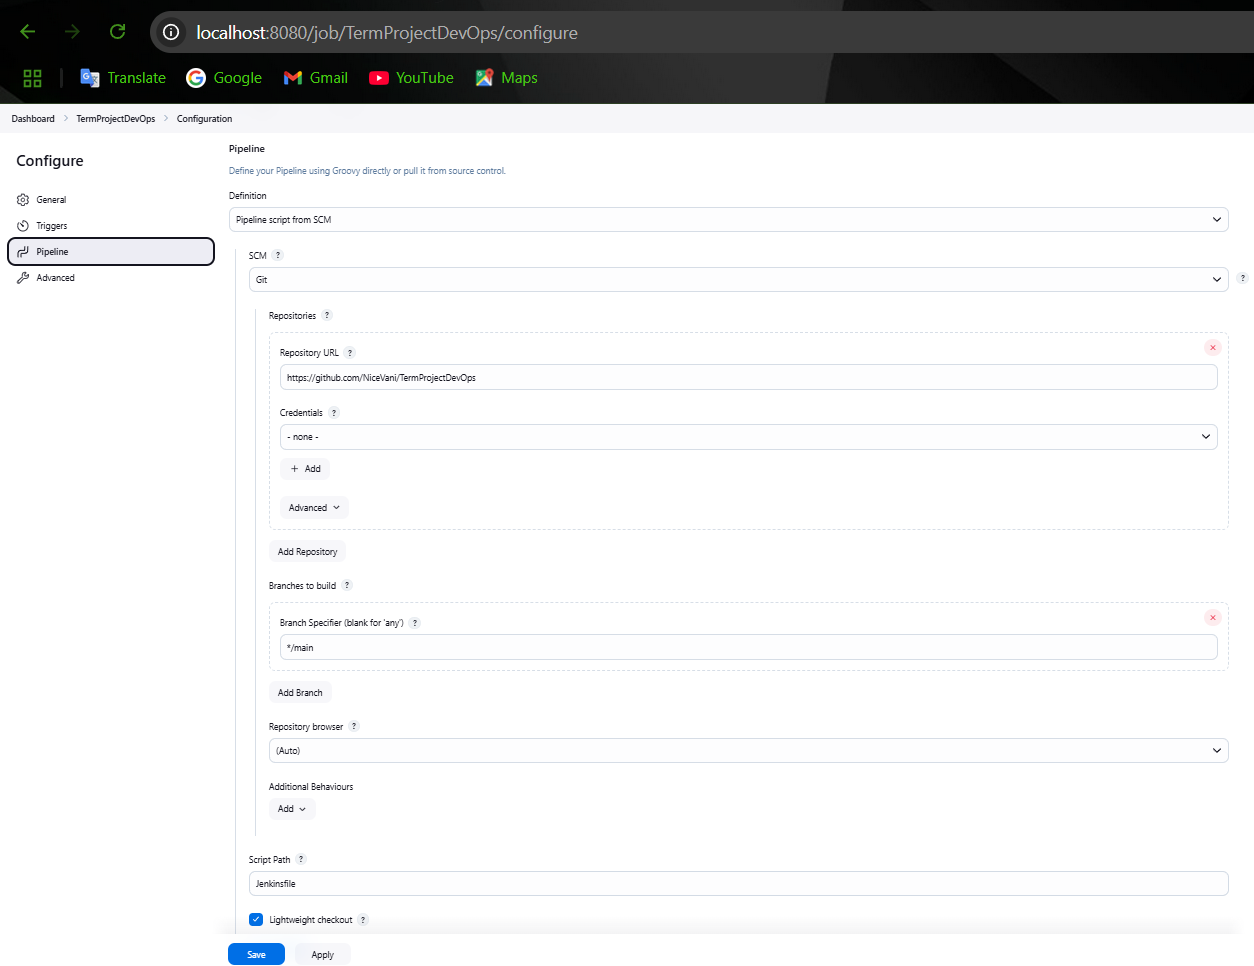 localhost:8080/job/TermProjectDevOps/configure
Translate Google Gmail YouTube Maps
Dashboard TermProjectDevOps Configuration
Configure
General
Triggers
Pipeline
Advanced
Pipeline
Define your Pipeline using Groovy directly or pull it from source control.
Definition
Pipeline script from SCM
SCM ?
Git
?
Repositories ?
Repository URL ?
https://github.com/NiceVani/TermProjectDevOps
Credentials ?
- none -
+ Add
Advanced
Add Repository
Branches to build ?
Branch Specifier (blank for 'any') ?
*/main
Add Branch
Repository browser ?
(Auto)
Additional Behaviours
Add
Script Path ?
Jenkinsfile
Lightweight checkout ?
Save Apply